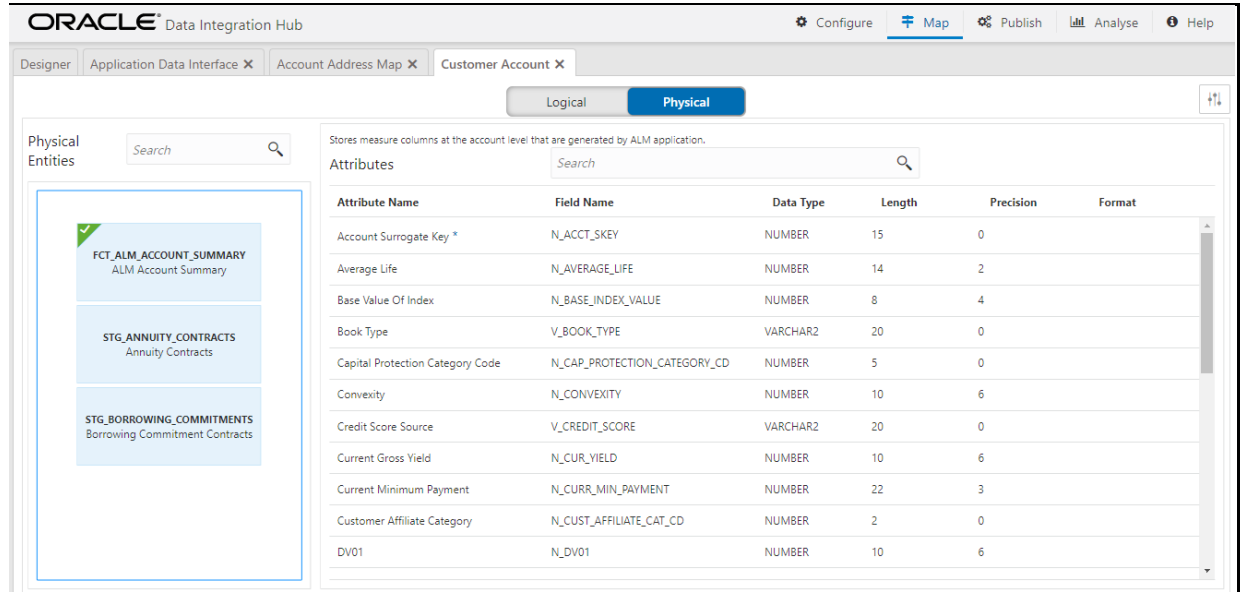 ORACLE® Data Integration Hub
Configure Map Publish Analyse Help
Designer Application Data Interface ✕ Account Address Map ✕ Customer Account ✕
Logical Physical
Physical
Entities
Search
FCT_ALM_ACCOUNT_SUMMARY
ALM Account Summary
STG_ANNUITY_CONTRACTS
Annuity Contracts
STG_BORROWING_COMMITMENTS
Borrowing Commitment Contracts
Stores measure columns at the account level that are generated by ALM application.
Attributes Search
Attribute Name Field Name Data Type Length Precision Format
Account Surrogate Key * N_ACCT_SKEY NUMBER 15 0
Average Life N_AVERAGE_LIFE NUMBER 14 2
Base Value Of Index N_BASE_INDEX_VALUE NUMBER 8 4
Book Type V_BOOK_TYPE VARCHAR2 20 0
Capital Protection Category Code N_CAP_PROTECTION_CATEGORY_CD NUMBER 5 0
Convexity N_CONVEXITY NUMBER 10 6
Credit Score Source V_CREDIT_SCORE VARCHAR2 20 0
Current Gross Yield N_CUR_YIELD NUMBER 10 6
Current Minimum Payment N_CURR_MIN_PAYMENT NUMBER 22 3
Customer Affiliate Category N_CUST_AFFILIATE_CAT_CD NUMBER 2 0
DV01 N_DV01 NUMBER 10 6